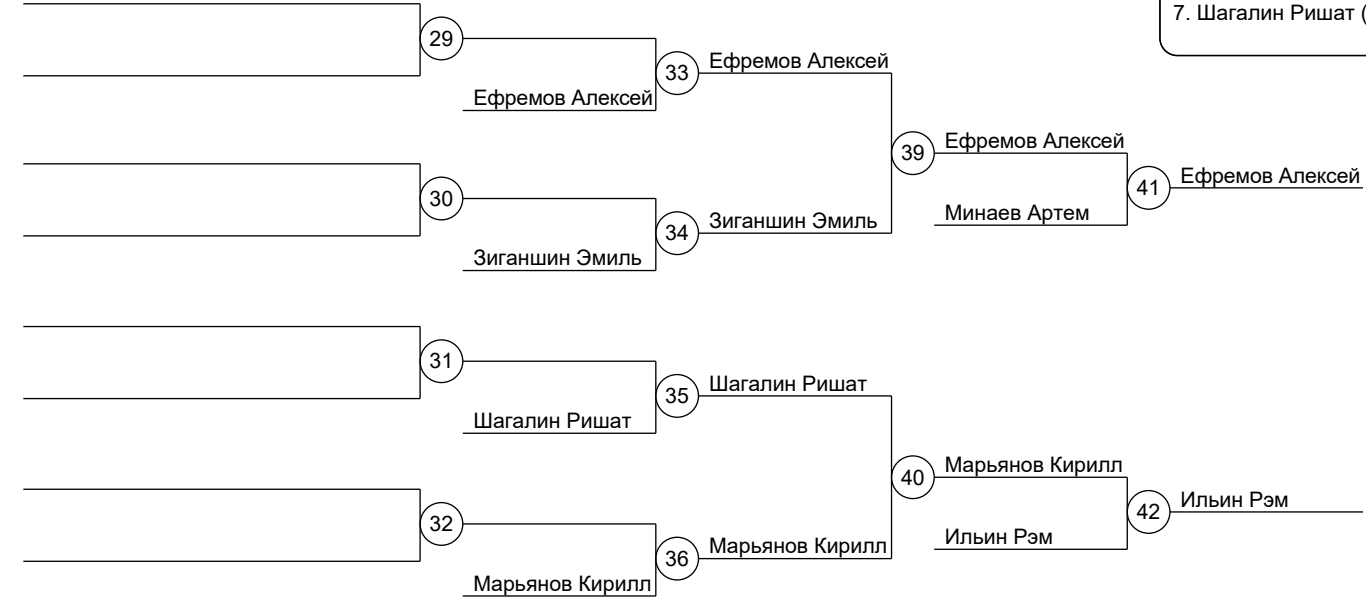 7. Шагалин Ришат (
29
33
Ефремов Алексей
Ефремов Алексей
39
Ефремов Алексей
41
Ефремов Алексей
Минаев Артем
30
34
Зиганшин Эмиль
Зиганшин Эмиль
31
35
Шагалин Ришат
Шагалин Ришат
40
Марьянов Кирилл
42
Ильин Рэм
Ильин Рэм
32
36
Марьянов Кирилл
Марьянов Кирилл